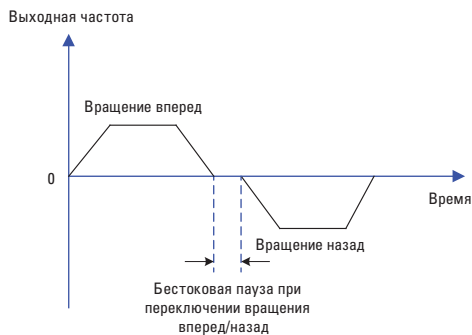 Выходная частота
Вращение вперед
0
Время
Вращение назад
Бестоковая пауза при
переключении вращения
вперед/назад